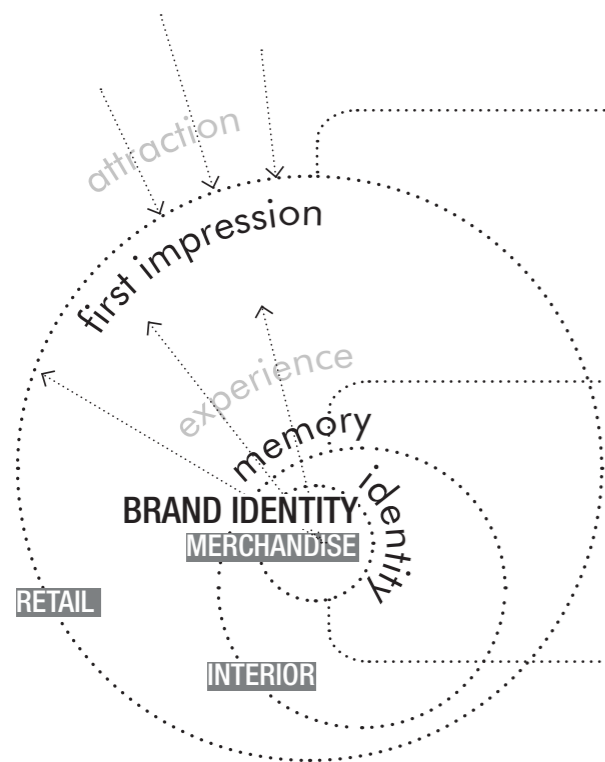 attraction
first impression
experience
memory
identity
BRAND IDENTITY
MERCHANDISE
RETAIL
INTERIOR